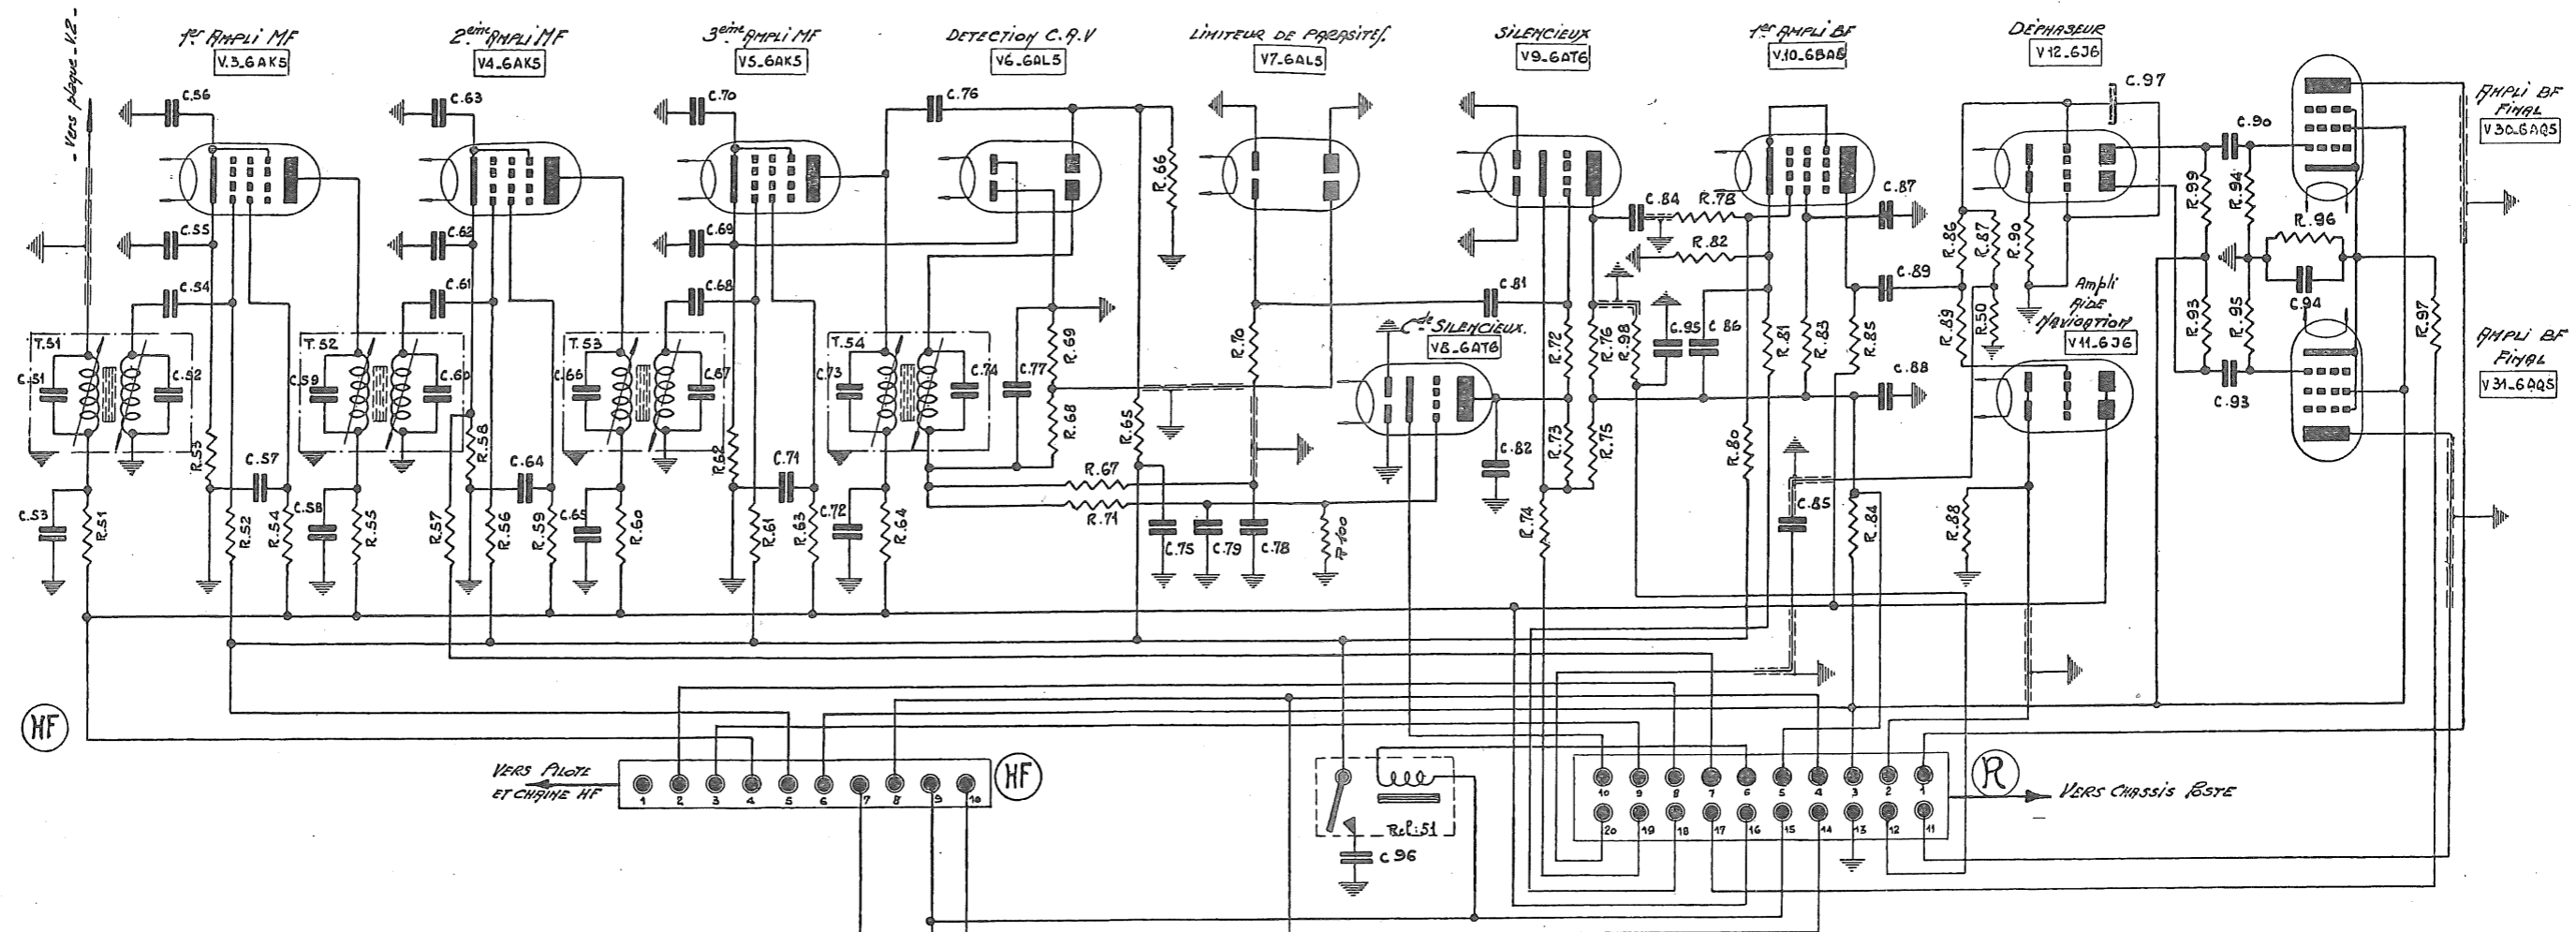 - Vers plaque - V.2 -
1er AMPLI MF
V.3_6AK5
2ème AMPLI MF
V4_6AK5
3ème AMPLI MF
V5_6AK5
DETECTION C.A.V
V6_6AL5
LIMITEUR DE PARASITES.
V7_6AL5
SILENCIEUX
V9_6AT6
1er AMPLI BF
V.10_6BA6
DÉPHASEUR
V12_6J6
AMPLI BF
FINAL
V30_6AQ5
C.56
C.63
C.70
C.76
C.97
C.90
R.66
C.84
R.78
C.87
R.99
R.94
R.96
C.55
C.62
C.69
R.82
R.86
R.87
R.90
C.54
C.61
C.68
C.81
C.89
C.94
Ampli
AIDE
NAVIGATION
V11_6J6
Cde SILENCIEUX.
V8_6AT6
T.51
T.52
T.53
T.54
R.69
R.70
R.72
R.76
R.98
C.95
C.86
R.81
R.83
R.85
R.89
R.50
R.93
R.95
R.97
AMPLI BF
FINAL
V31_6AQ5
C.51
C.52
C.59
C.60
C.66
C.67
C.73
C.74
C.77
C.88
C.93
R.53
R.58
R.62
R.68
R.65
R.73
R.75
R.80
C.57
C.64
C.71
R.67
C.82
C.53
R.51
R.52
R.54
C.58
R.55
R.57
R.56
R.59
C.65
R.60
R.61
R.63
C.72
R.64
R.71
C.75
C.79
C.78
R100
R.74
C.85
R.84
R.88
HF
VERS PILOTE
ET CHAINE HF
1 2 3 4 5 6 7 8 9 10
HF
Rel:51
C96
10 9 8 7 6 5 4 3 2 1
20 19 18 17 16 15 14 13 12 11
R
VERS CHASSIS POSTE